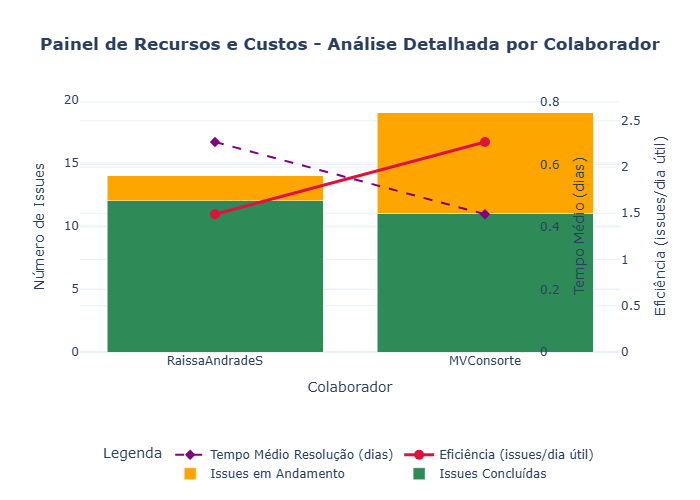 Painel de Recursos e Custos - Análise Detalhada por Colaborador
Número de Issues
20
15
10
5
0
RaissaAndradeS
MVConsorte
Colaborador
0.8
0.6
0.4
0.2
0
Tempo Médio (dias)
2.5
2
1.5
1
0.5
0
Eficiência (issues/dia útil)
Legenda
Tempo Médio Resolução (dias)
Eficiência (issues/dia útil)
Issues em Andamento
Issues Concluídas